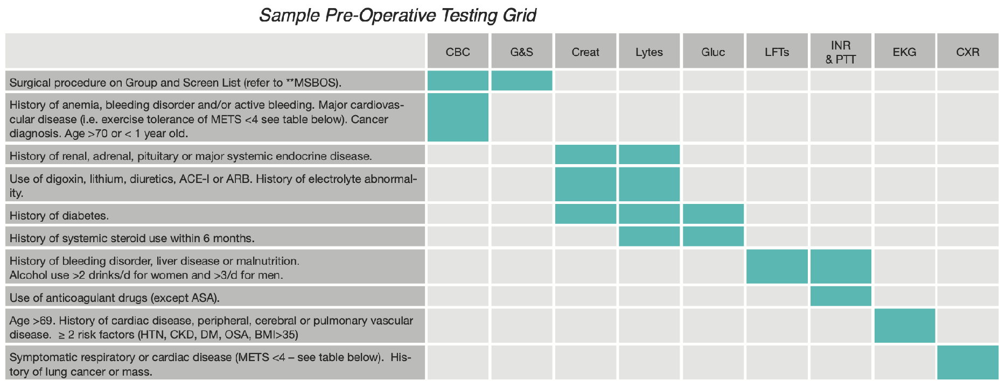 Sample Pre-Operative Testing Grid
CBC G&S Creat Lytes Gluc LFTs INR & PTT EKG CXR
Surgical procedure on Group and Screen List (refer to **MSBOS).
History of anemia, bleeding disorder and/or active bleeding. Major cardiovas-
cular disease (i.e. exercise tolerance of METS <4 see table below). Cancer
diagnosis. Age >70 or < 1 year old.
History of renal, adrenal, pituitary or major systemic endocrine disease.
Use of digoxin, lithium, diuretics, ACE-I or ARB. History of electrolyte abnormal-
ity.
History of diabetes.
History of systemic steroid use within 6 months.
History of bleeding disorder, liver disease or malnutrition.
Alcohol use >2 drinks/d for women and >3/d for men.
Use of anticoagulant drugs (except ASA).
Age >69. History of cardiac disease, peripheral, cerebral or pulmonary vascular
disease.  ≥ 2 risk factors (HTN, CKD, DM, OSA, BMI>35)
Symptomatic respiratory or cardiac disease (METS <4 – see table below).  His-
tory of lung cancer or mass.